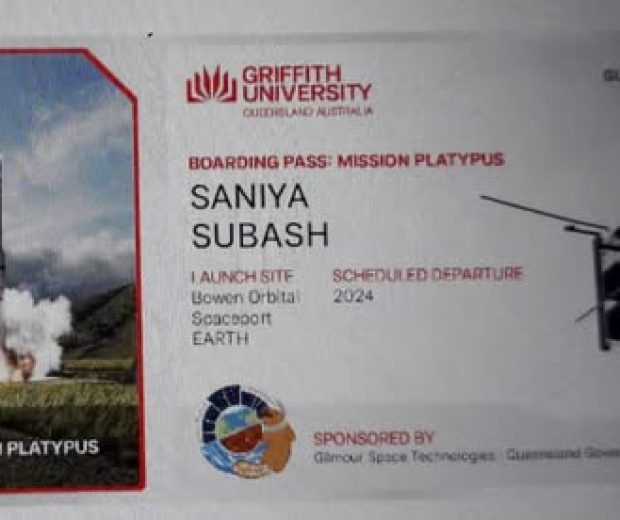 GRIFFITH
UNIVERSITY
QUEENSLAND AUSTRALIA
BOARDING PASS: MISSION PLATYPUS
SANIYA
SUBASH
LAUNCH SITE SCHEDULED DEPARTURE
Bowen Orbital 2024
Spaceport
EARTH
PLATYPUS
SPONSORED BY
Gilmour Space Technologies Queensland